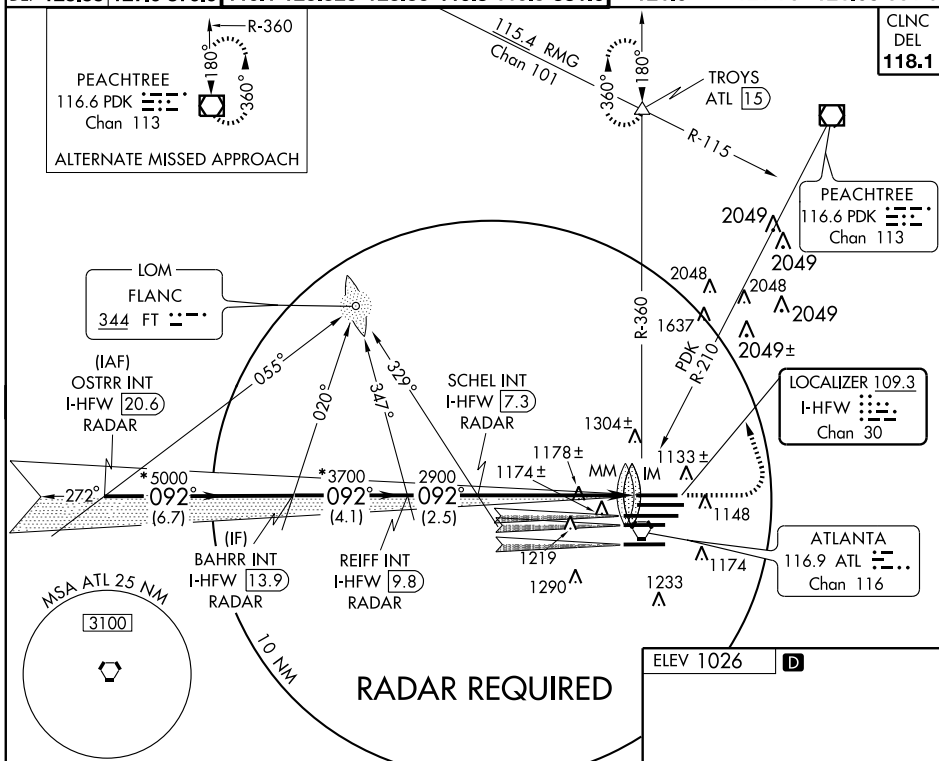 R-360
180°
360°
PEACHTREE
116.6 PDK
Chan 113
ALTERNATE MISSED APPROACH
115.4 RMG
Chan 101
180°
360°
TROYS
ATL 15
R-115
CLNC
DEL
118.1
PEACHTREE
116.6 PDK
Chan 113
2049
2049
2048
2048
2049
1637
2049±
R-360
PDK
R-210
LOM
FLANC
344 FT
(IAF)
OSTRR INT
I-HFW 20.6
RADAR
055°
020°
347°
329°
SCHEL INT
I-HFW 7.3
RADAR
LOCALIZER 109.3
I-HFW
Chan 30
1304±
1178±
1174±
MM
IM
1133±
272°
*5000
092°
(6.7)
*3700
092°
(4.1)
2900
092°
(2.5)
1148
1219
1290
1174
1233
(IF)
BAHRR INT
I-HFW 13.9
RADAR
REIFF INT
I-HFW 9.8
RADAR
ATLANTA
116.9 ATL
Chan 116
MSA ATL 25 NM
3100
10 NM
RADAR REQUIRED
ELEV 1026
D